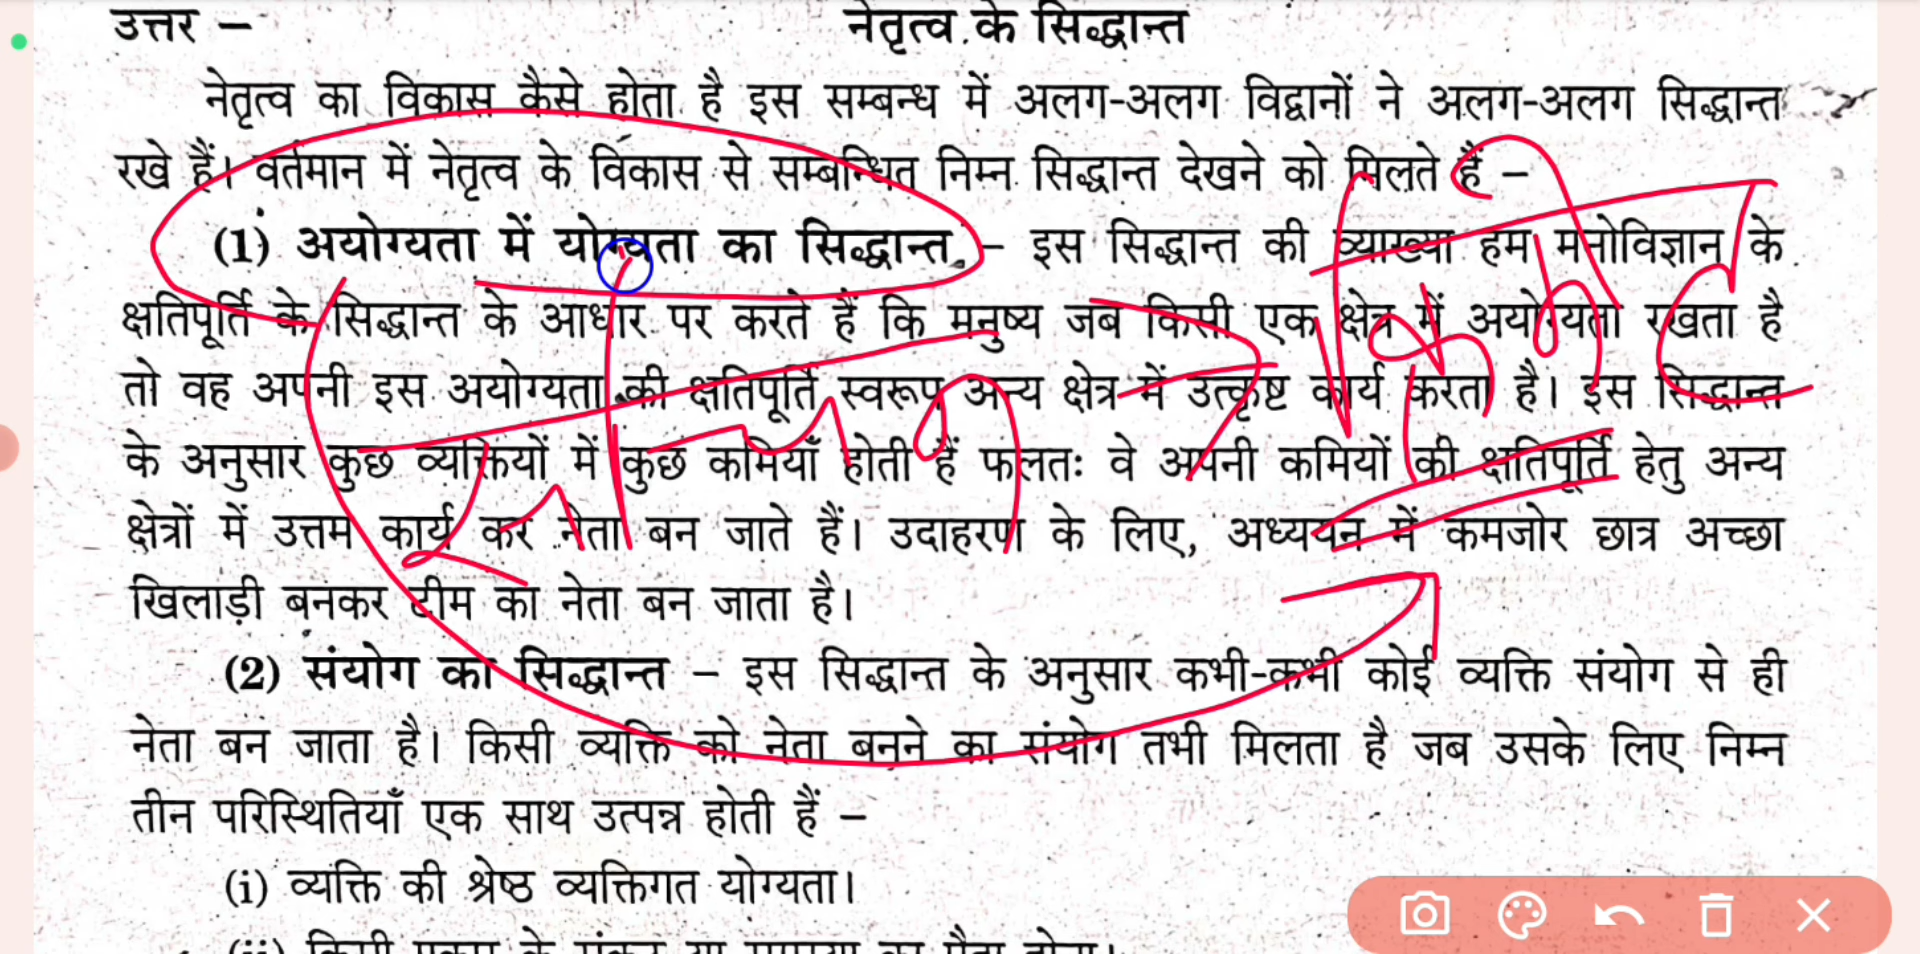 उत्तर –
नेतृत्व के सिद्धान्त
नेतृत्व का विकास कैसे होता है इस सम्बन्ध में अलग-अलग विद्वानों ने अलग-अलग सिद्धान्त
रखे हैं। वर्तमान में नेतृत्व के विकास से सम्बन्धित निम्न सिद्धान्त देखने को मिलते हैं –
(1) अयोग्यता में योग्यता का सिद्धान्त – इस सिद्धान्त की व्याख्या हम मनोविज्ञान के
क्षतिपूर्ति के सिद्धान्त के आधार पर करते हैं कि मनुष्य जब किसी एक क्षेत्र में अयोग्यता रखता है
तो वह अपनी इस अयोग्यता की क्षतिपूर्ति स्वरूप अन्य क्षेत्र में उत्कृष्ट कार्य करता है। इस सिद्धान्त
के अनुसार कुछ व्यक्तियों में कुछ कमियाँ होती हैं फलतः वे अपनी कमियों की क्षतिपूर्ति हेतु अन्य
क्षेत्रों में उत्तम कार्य कर नेता बन जाते हैं। उदाहरण के लिए, अध्ययन में कमजोर छात्र अच्छा
खिलाड़ी बनकर टीम का नेता बन जाता है।
(2) संयोग का सिद्धान्त – इस सिद्धान्त के अनुसार कभी-कभी कोई व्यक्ति संयोग से ही
नेता बन जाता है। किसी व्यक्ति को नेता बनने का संयोग तभी मिलता है जब उसके लिए निम्न
तीन परिस्थितियाँ एक साथ उत्पन्न होती हैं –
(i) व्यक्ति की श्रेष्ठ व्यक्तिगत योग्यता।